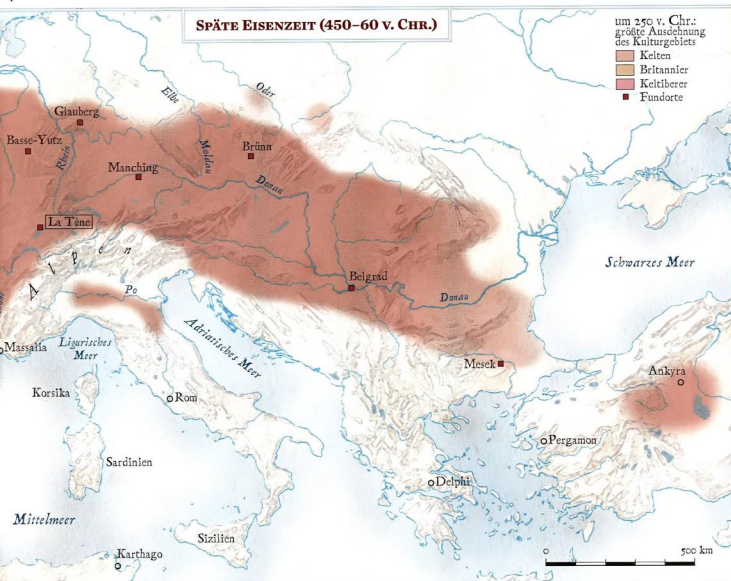 SPÄTE EISENZEIT (450–60 V. CHR.)
um 250 v. Chr.:
größte Ausdehnung
des Kulturgebiets
Kelten
Britannier
Keltiberer
Fundorte
Elbe
Oder
Glauberg
Basse-Yutz
Rhein
Moldau
Brünn
Manching
Donau
La Tène
Alpen
Schwarzes Meer
Belgrad
Po
Donau
Adriatisches Meer
Massalia
Ligurisches
Meer
Mesek
Ankyra
Korsika
Rom
Pergamon
Sardinien
Delphi
Mittelmeer
Sizilien
Karthago
0
500 km